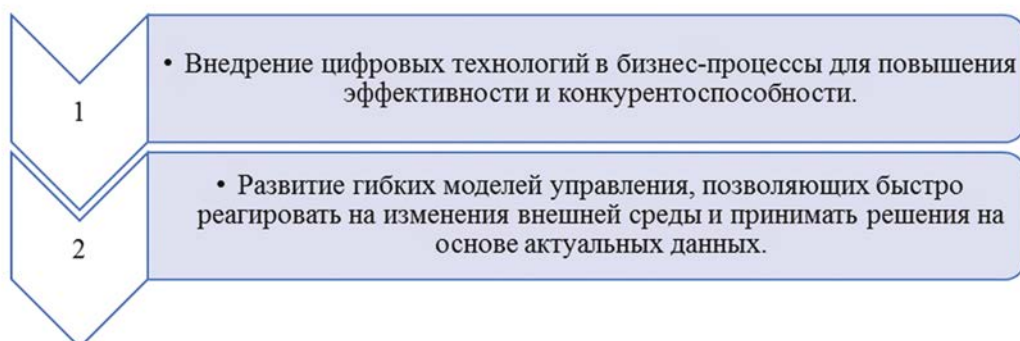 1
• Внедрение цифровых технологий в бизнес-процессы для повышения
эффективности и конкурентоспособности.
2
• Развитие гибких моделей управления, позволяющих быстро
реагировать на изменения внешней среды и принимать решения на
основе актуальных данных.